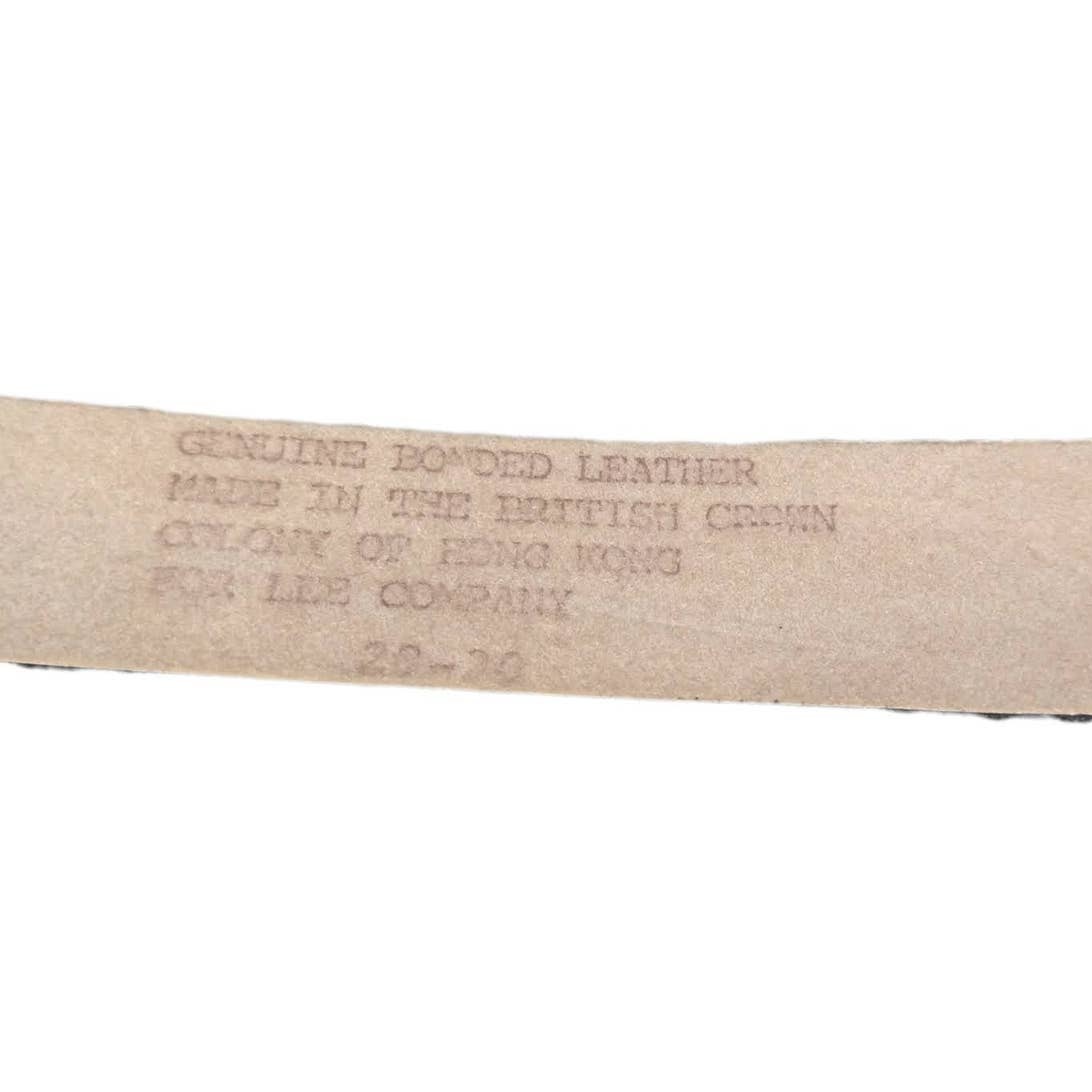 GENUINE BONDED LEATHER
MADE IN THE BRITISH CROWN
COLONY OF HONG KONG
FOR LEE COMPANY